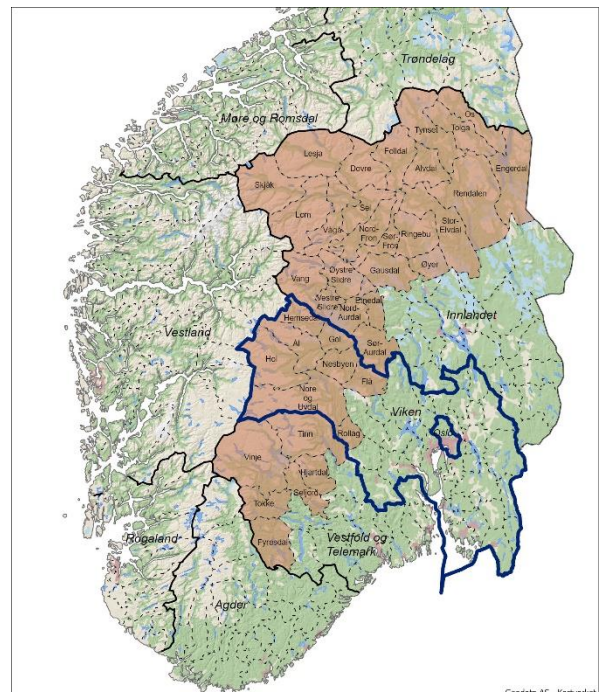 Trøndelag
Møre og Romsdal
Os
Tolga
Tynset
Folldal
Lesja
Dovre
Alvdal
Engerdal
Skjåk
Rendalen
Sel
Lom
Stor-
Elvdal
Nord-
Fron
Vågå
Sør-
Fron
Ringebu
Øyer
Øystre
Slidre
Gausdal
Vang
Vestre
Slidre
Etnedal
Nord-
Aurdal
Innlandet
Hemsedal
Vestland
Gol
Ål
Sør-
Aurdal
Hol
Nesbyen
Flå
Nore
og
Uvdal
Viken
Oslo
Tinn
Rollag
Vinje
Hjartdal
Seljord
Tokke
Rogaland
Fyresdal
Vestfold og
Telemark
Agder
Geodata AS - Kartverket